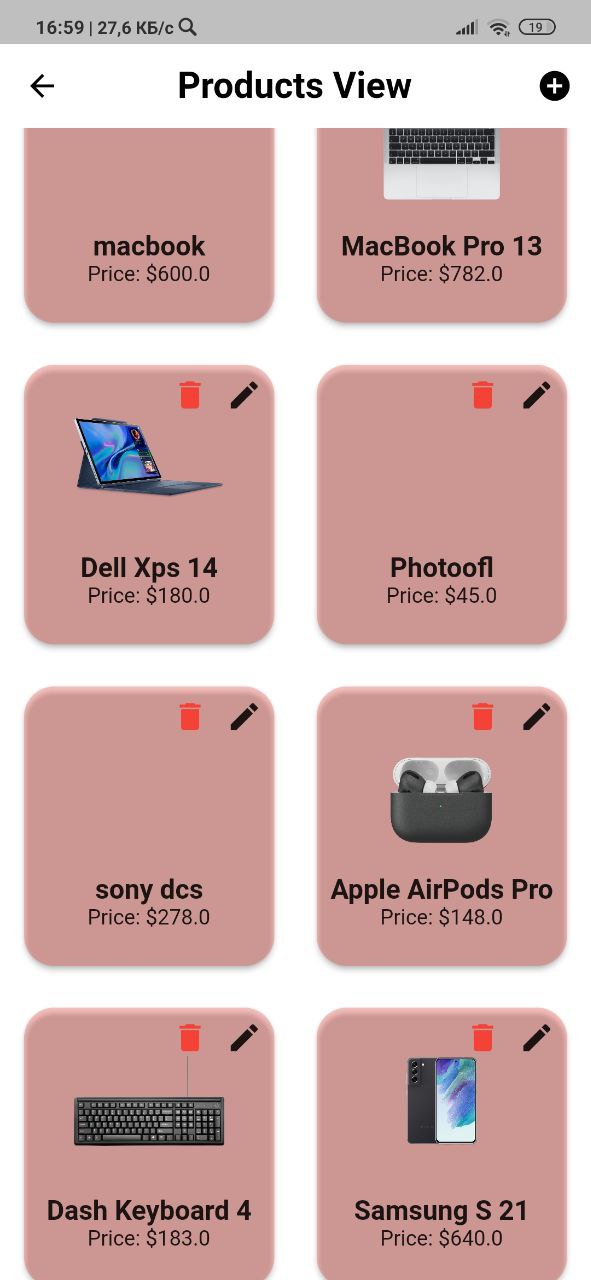 16:59 | 27,6 КБ/c
19
Products View
macbook
Price: $600.0
MacBook Pro 13
Price: $782.0
Dell Xps 14
Price: $180.0
Photoofl
Price: $45.0
sony dcs
Price: $278.0
Apple AirPods Pro
Price: $148.0
Dash Keyboard 4
Price: $183.0
Samsung S 21
Price: $640.0